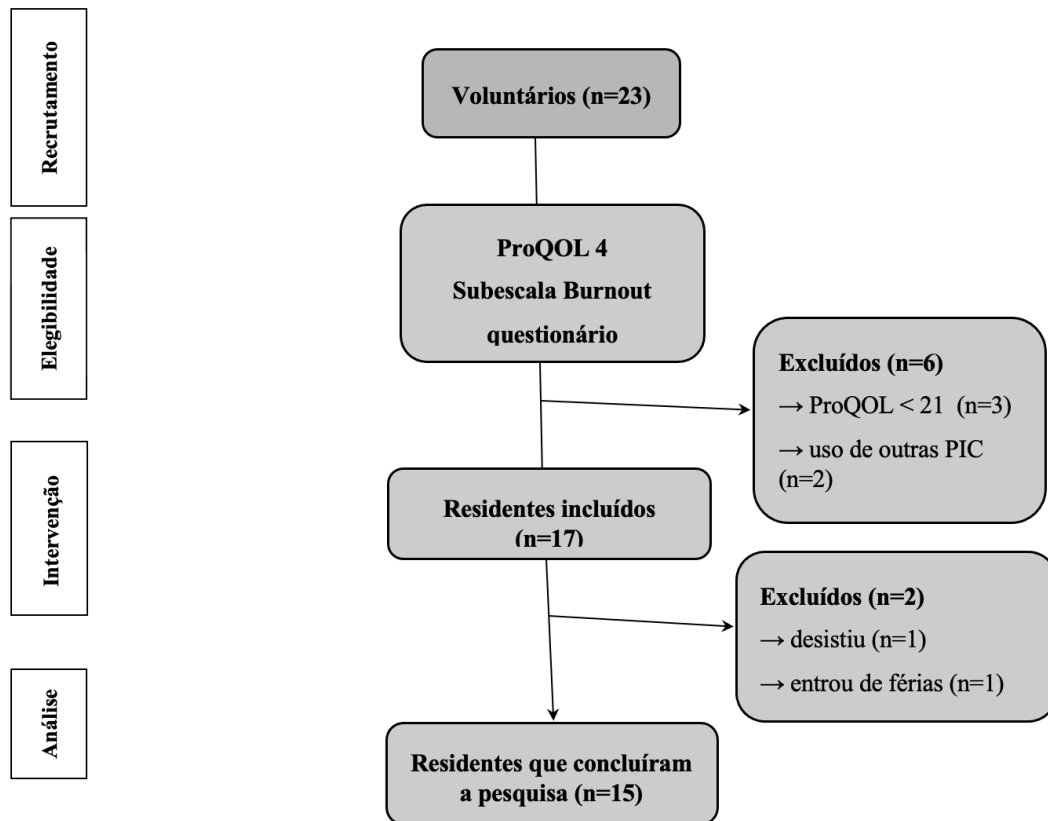 Recrutamento
Voluntários (n=23)
Elegibilidade
ProQOL 4
Subescala Burnout
questionário
Excluídos (n=6)
→ ProQOL < 21 (n=3)
→ uso de outras PIC
(n=2)
Intervenção
Residentes incluídos
(n=17)
Excluídos (n=2)
→ desistiu (n=1)
→ entrou de férias (n=1)
Análise
Residentes que concluíram
a pesquisa (n=15)